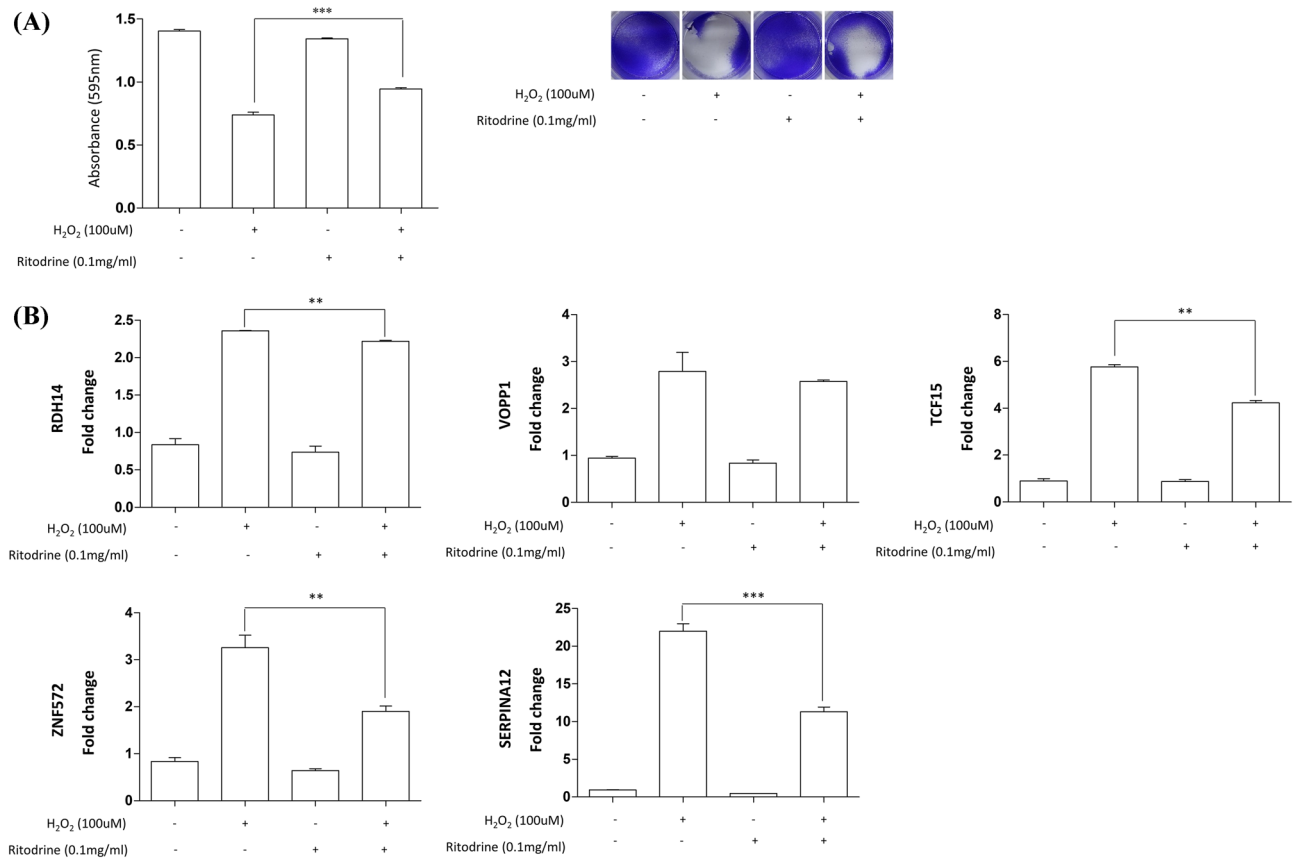 (A)
***
Absorbance (595nm)
1.5
1.0
0.5
0.0
H₂O₂ (100uM) - + - +
Ritodrine (0.1mg/ml) - - + +
H₂O₂ (100uM) - + - +
Ritodrine (0.1mg/ml) - - + +
(B)
**
RDH14
Fold change
2.5
2.0
1.0
0.5
0.0
H₂O₂ (100uM) - + - +
Ritodrine (0.1mg/ml) - - + +
VOPP1
Fold change
4
3
2
1
0
H₂O₂ (100uM) - + - +
Ritodrine (0.1mg/ml) - - + +
**
TCF15
Fold change
8
6
4
2
0
H₂O₂ (100uM) - + - +
Ritodrine (0.1mg/ml) - - + +
**
ZNF572
Fold change
4
3
2
1
0
H₂O₂ (100uM) - + - +
Ritodrine (0.1mg/ml) - - + +
***
SERPINA12
Fold change
25
20
15
10
5
0
H₂O₂ (100uM) - + - +
Ritodrine (0.1mg/ml) - - + +